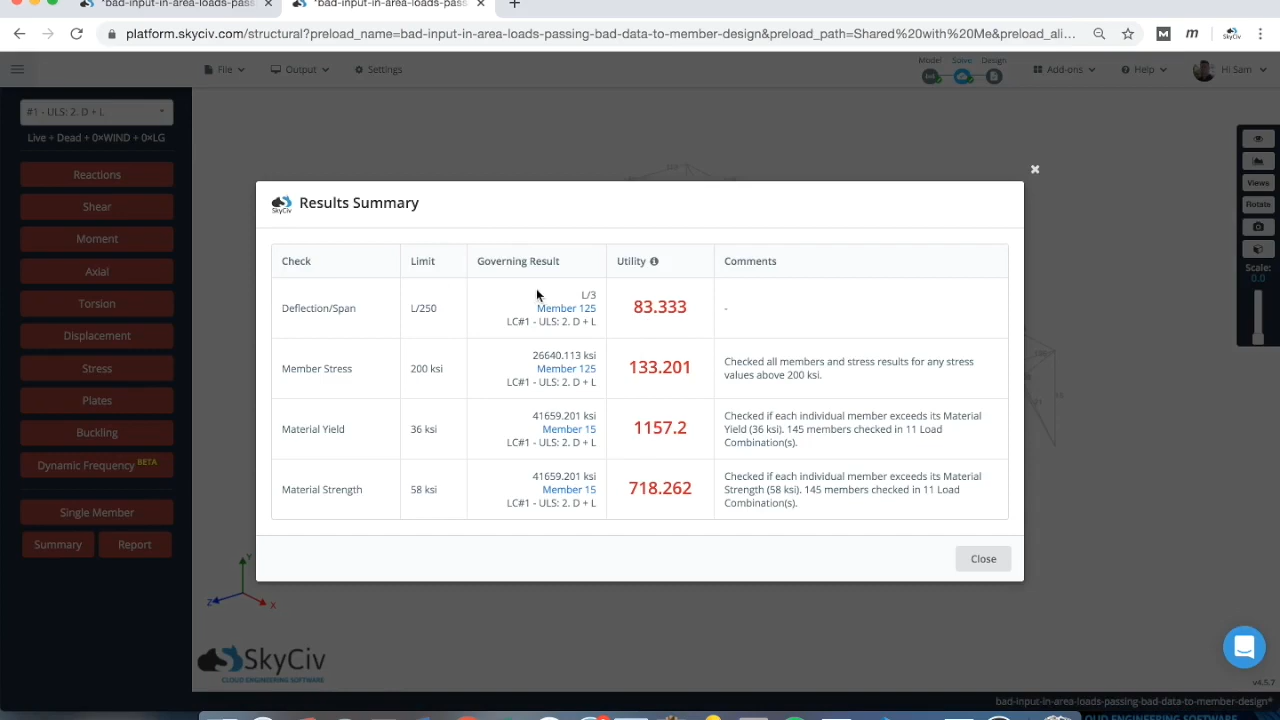 *bad-input-in-area-loads-pass
*bad-input-in-area-loads-pass
platform.skyciv.com/structural?preload_name=bad-input-in-area-loads-passing-bad-data-to-member-design&preload_path=Shared%20with%20Me&preload_ali...
File
Output
Settings
Model
Solve
Design
Add-ons
Help
Hi Sam
#1 - ULS: 2. D + L
Live + Dead + 0×WIND + 0×LG
Reactions
Shear
Moment
Axial
Torsion
Displacement
Stress
Plates
Buckling
Dynamic Frequency BETA
Single Member
Summary
Report
Views
Rotate
Scale:
0.0
SkyCiv
Results Summary
Check
Limit
Governing Result
Utility
Comments
Deflection/Span
L/250
L/3
Member 125
LC#1 - ULS: 2. D + L
83.333
-
Member Stress
200 ksi
26640.113 ksi
Member 125
LC#1 - ULS: 2. D + L
133.201
Checked all members and stress results for any stress
values above 200 ksi.
Material Yield
36 ksi
41659.201 ksi
Member 15
LC#1 - ULS: 2. D + L
1157.2
Checked if each individual member exceeds its Material
Yield (36 ksi). 145 members checked in 11 Load
Combination(s).
Material Strength
58 ksi
41659.201 ksi
Member 15
LC#1 - ULS: 2. D + L
718.262
Checked if each individual member exceeds its Material
Strength (58 ksi). 145 members checked in 11 Load
Combination(s).
Close
Y
Z
X
SkyCiv
CLOUD ENGINEERING SOFTWARE
v4.5.7
bad-input-in-area-loads-passing-bad-data-to-member-design*